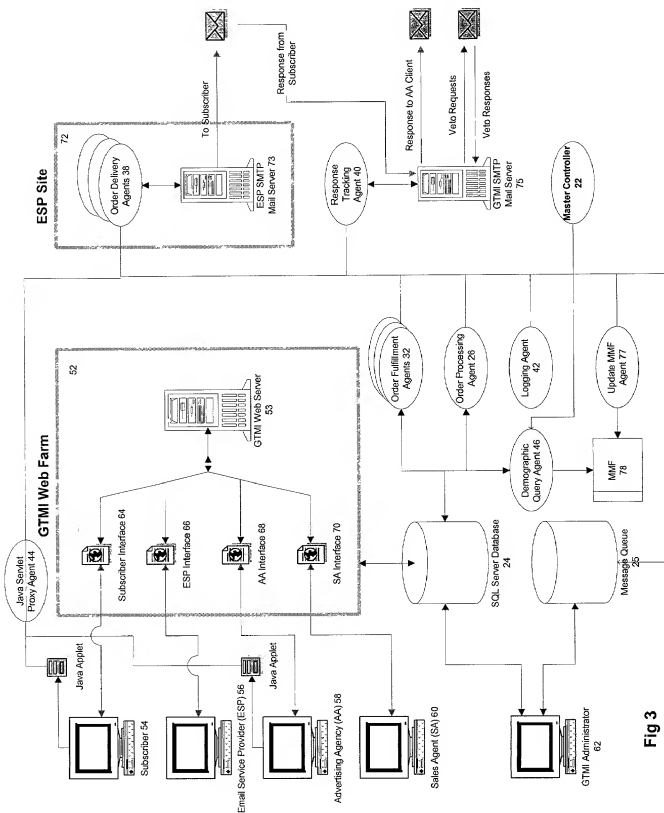 ESP Site
72
Order Delivery
Agents 38
ESP SMTP
Mail Server 73
To Subscriber
Response from
Subscriber
Response
Tracking
Agent 40
GTMI SMTP
Mail Server
75
Response to AA Client
Veto Requests
Veto Responses
Master Controller
22
Java Servlet
Proxy Agent 44
GTMI Web Farm
52
GTMI Web Server
53
Subscriber Interface 64
ESP Interface 66
AA Interface 68
SA Interface 70
Order Fulfillment
Agents 32
Order Processing
Agent 26
Logging Agent
42
Update MMF
Agent 77
Demographic
Query Agent 46
MMF
78
SQL Server Database
24
Message Queue
25
Java Applet
Java Applet
Subscriber 54
Email Service Provider (ESP) 56
Advertising Agency (AA) 58
Sales Agent (SA) 60
GTMI Administrator
62
Fig 3